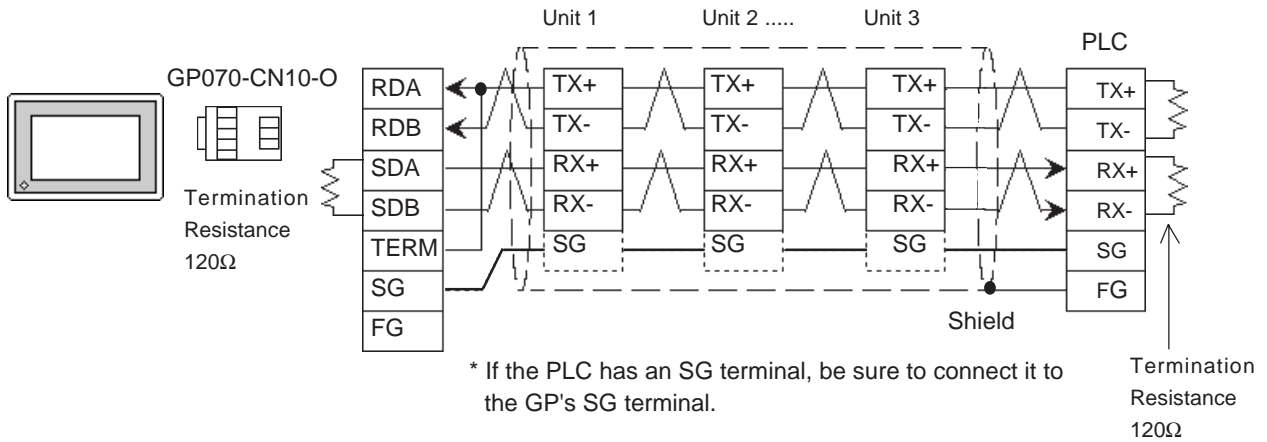 Unit 1 Unit 2 ..... Unit 3
PLC
GP070-CN10-O
RDA TX+ TX+ TX+ TX+
RDB TX- TX- TX- TX-
SDA RX+ RX+ RX+ RX+
SDB RX- RX- RX- RX-
TERM SG SG SG SG
SG FG
FG
Termination
Resistance
120Ω
Shield
* If the PLC has an SG terminal, be sure to connect it to
the GP's SG terminal.
Termination
Resistance
120Ω